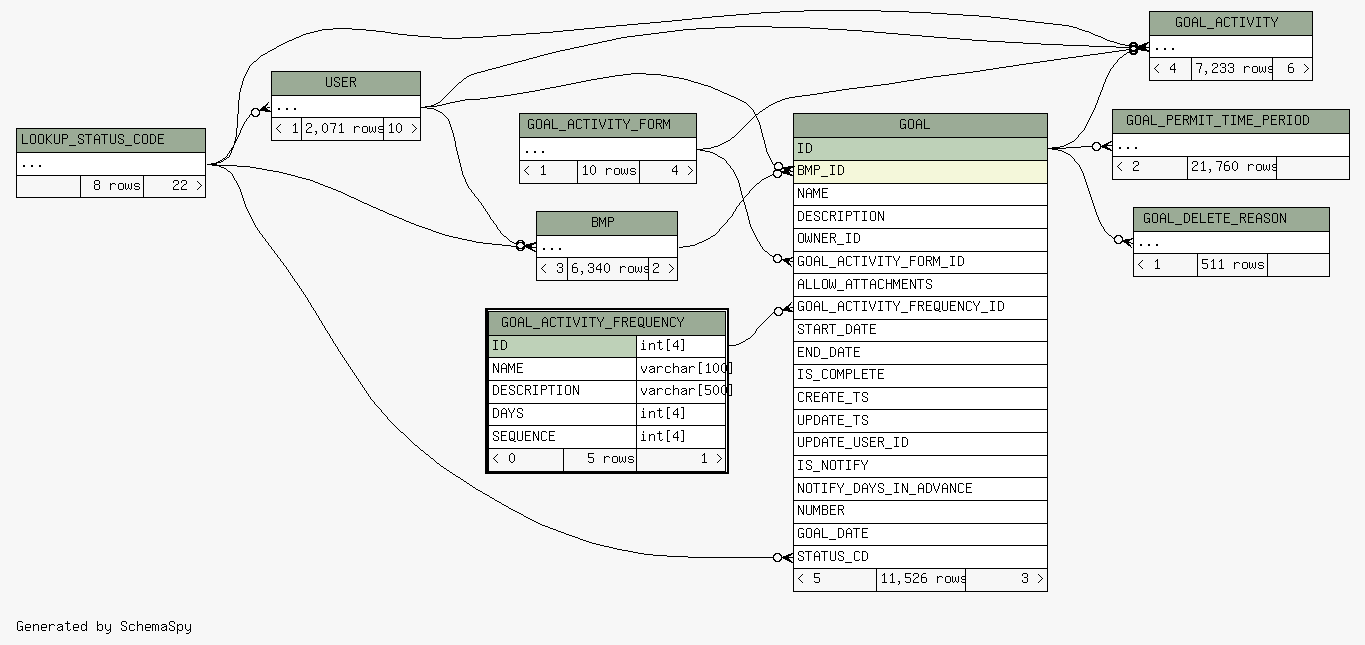 GOAL_ACTIVITY
...
< 4 7,233 rows 6 >
USER
...
< 1 2,071 rows 10 >
LOOKUP_STATUS_CODE
...
8 rows 22 >
GOAL_ACTIVITY_FORM
...
< 1 10 rows 4 >
BMP
...
< 3 6,340 rows 2 >
GOAL_ACTIVITY_FREQUENCY
ID int[4]
NAME varchar[100]
DESCRIPTION varchar[500]
DAYS int[4]
SEQUENCE int[4]
< 0 5 rows 1 >
GOAL
ID
BMP_ID
NAME
DESCRIPTION
OWNER_ID
GOAL_ACTIVITY_FORM_ID
ALLOW_ATTACHMENTS
GOAL_ACTIVITY_FREQUENCY_ID
START_DATE
END_DATE
IS_COMPLETE
CREATE_TS
UPDATE_TS
UPDATE_USER_ID
IS_NOTIFY
NOTIFY_DAYS_IN_ADVANCE
NUMBER
GOAL_DATE
STATUS_CD
< 5 11,526 rows 3 >
GOAL_PERMIT_TIME_PERIOD
...
< 2 21,760 rows
GOAL_DELETE_REASON
...
< 1 511 rows
Generated by SchemaSpy